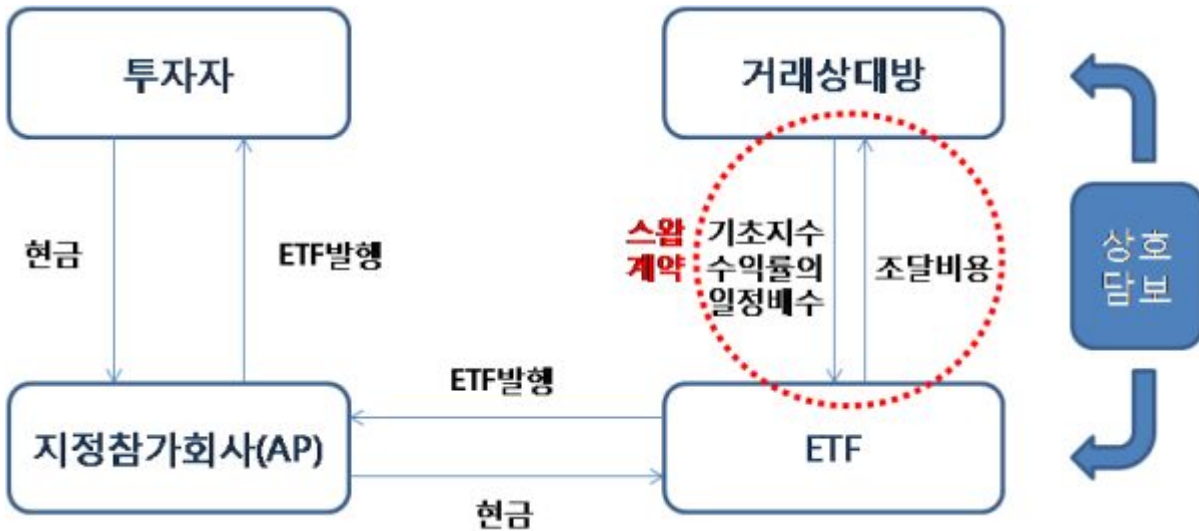 투자자
거래상대방
현금
ETF발행
스왑
계약
기초지수
수익률의
일정배수
조달비용
상호
담보
ETF발행
지정참가회사(AP)
ETF
현금